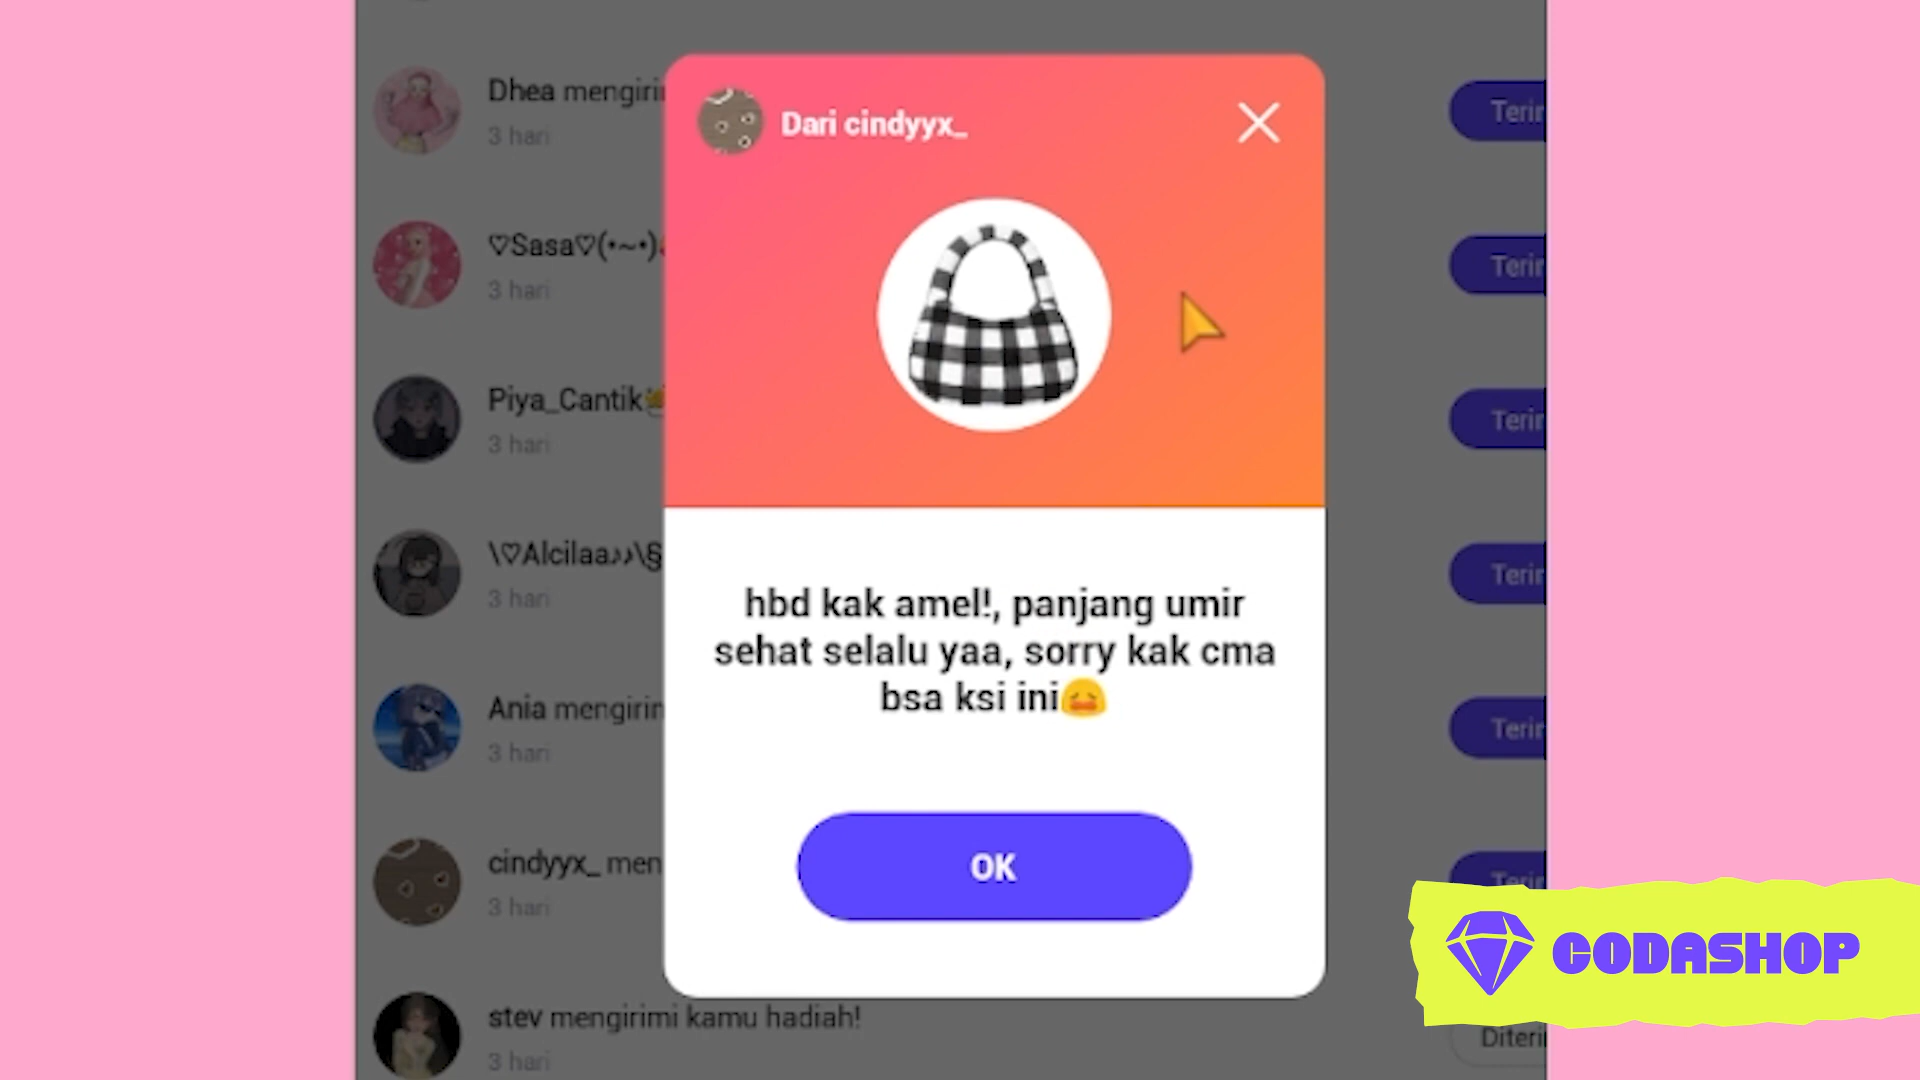 Dhea mengiri
3 hari
Terir
♡Sasa♡(•~•)
3 hari
Terir
Piya_Cantik
3 hari
Terir
\♡Alcilaa♪♪\§
3 hari
Terir
Ania mengirin
3 hari
Terir
cindyyx_ men
3 hari
Terir
stev mengirimi kamu hadiah!
3 hari
Diteri
Dari cindyyx_
hbd kak amel!, panjang umir
sehat selalu yaa, sorry kak cma
bsa ksi ini😩
OK
CODASHOP